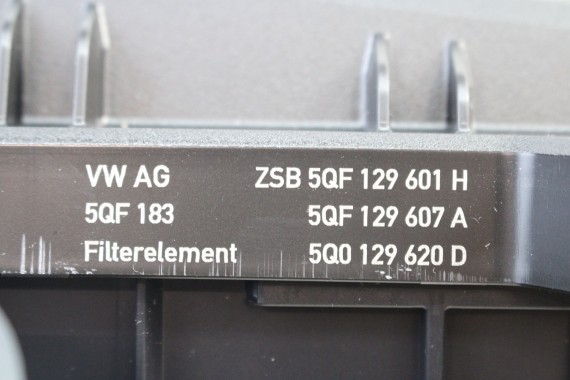 VW AG ZSB 5QF 129 601 H
5QF 183 5QF 129 607 A
Filterelement 5Q0 129 620 D